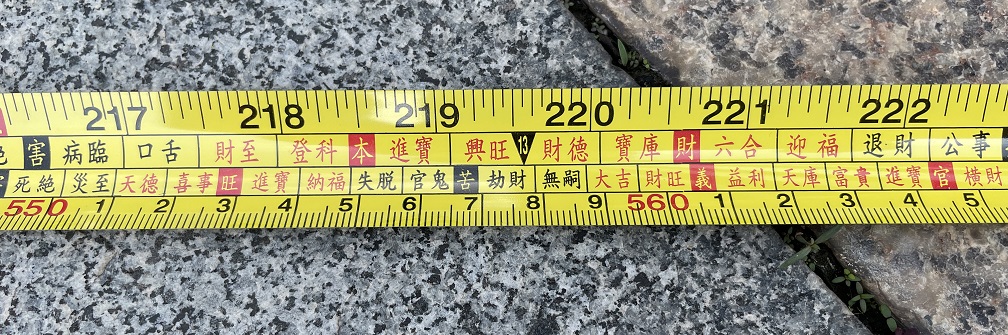 217 218 219 220 221 222
害 病臨 口舌 財至 登科 本 進寶 興旺 13 財德 寶庫 財 六合 迎福 退財 公事
死絶 災至 天德 喜事 旺 進寶 納福 失脱 官鬼 苦 劫財 無嗣 大吉 財旺 義 益利 天庫 富貴 進寶 官 橫財
550 1 2 3 4 5 6 7 8 9 560 1 2 3 4 5